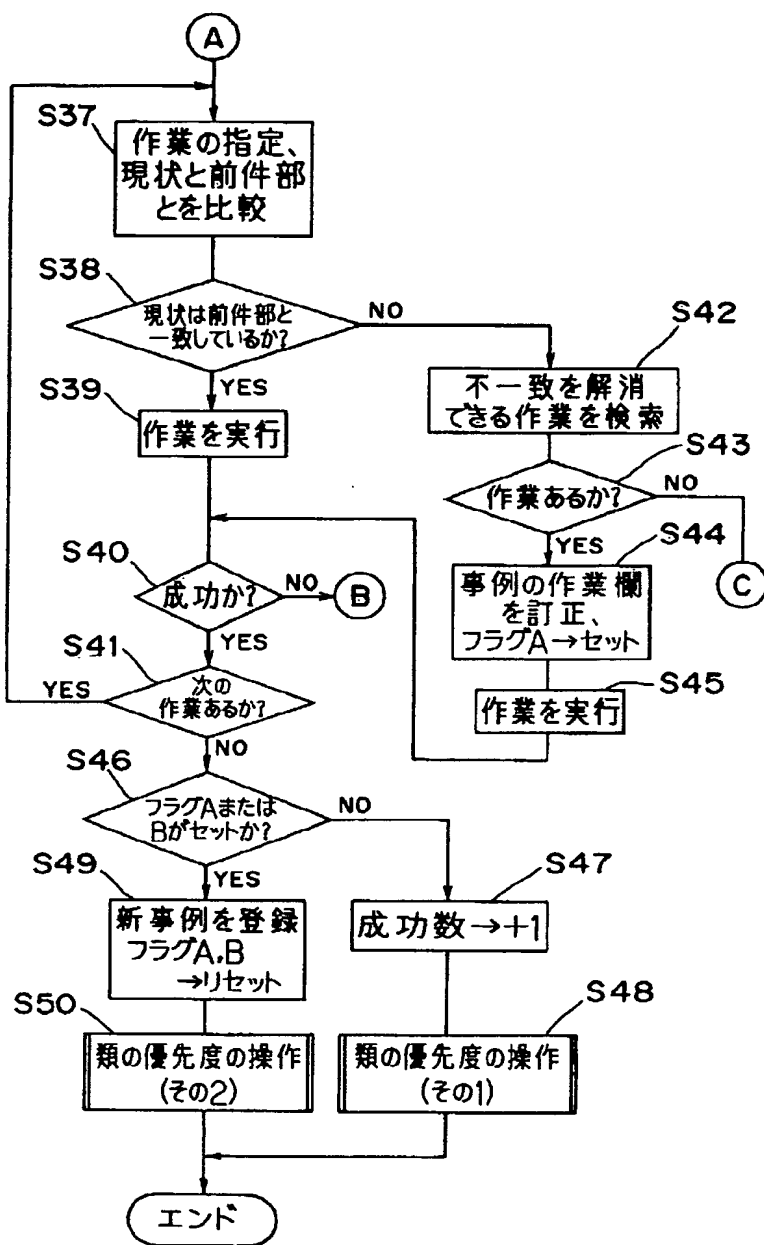 A
S37
作業の指定、
現状と前件部
とを比較
S38
現状は前件部と
一致しているか?
NO
YES
S39
作業を実行
S42
不一致を解消
できる作業を検索
S43
作業あるか?
NO
YES
C
S44
事例の作業欄
を訂正、
フラグA→セット
S45
作業を実行
S40
成功か?
NO
B
YES
S41
次の
作業あるか?
YES
NO
S46
フラグAまたは
Bがセットか?
NO
YES
S47
成功数→+1
S48
類の優先度の操作
(その1)
S49
新事例を登録
フラグA,B
→リセット
S50
類の優先度の操作
(その2)
エンド